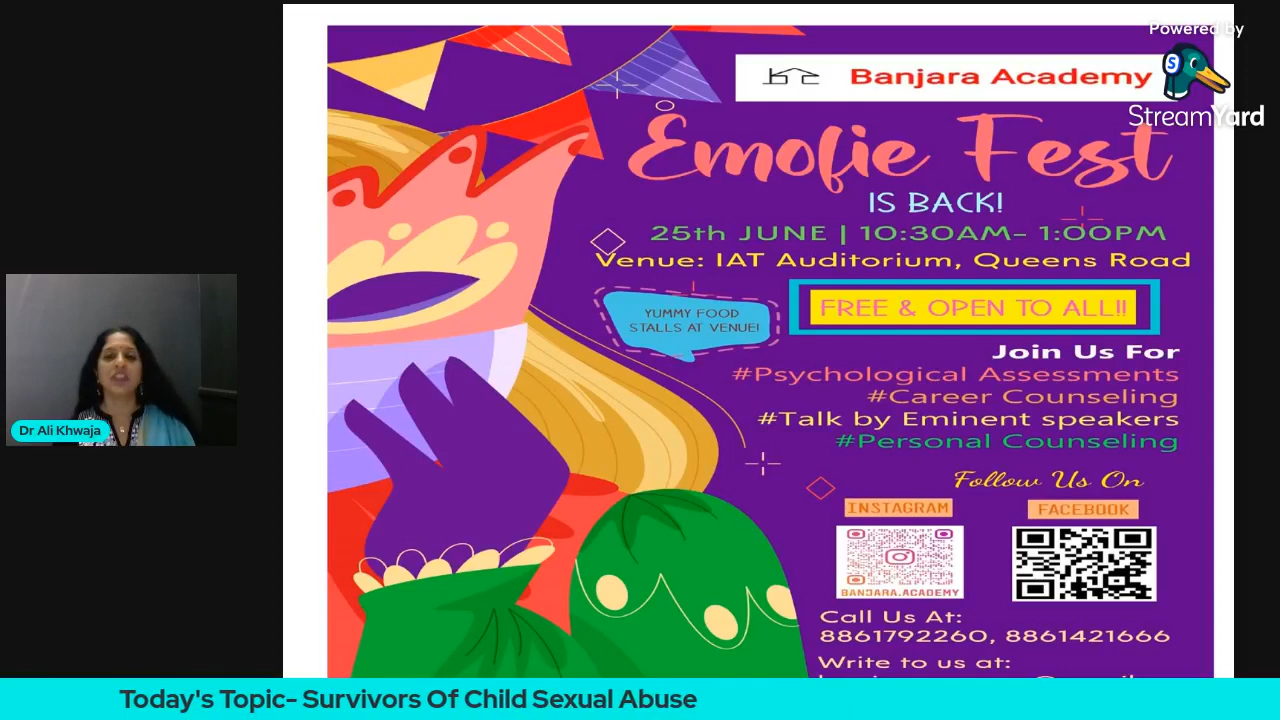 Powered by
StreamYard
Banjara Academy
Emofie Fest
IS BACK!
25th JUNE | 10:30AM- 1:00PM
Venue: IAT Auditorium, Queens Road
YUMMY FOOD
STALLS AT VENUE!
FREE & OPEN TO ALL!!
Join Us For
#Psychological Assessments
#Career Counseling
#Talk by Eminent speakers
#Personal Counseling
Follow Us On
INSTAGRAM
FACEBOOK
BANJARA.ACADEMY
Call Us At:
8861792260, 8861421666
Write to us at:
Dr Ali Khwaja
Today's Topic- Survivors Of Child Sexual Abuse